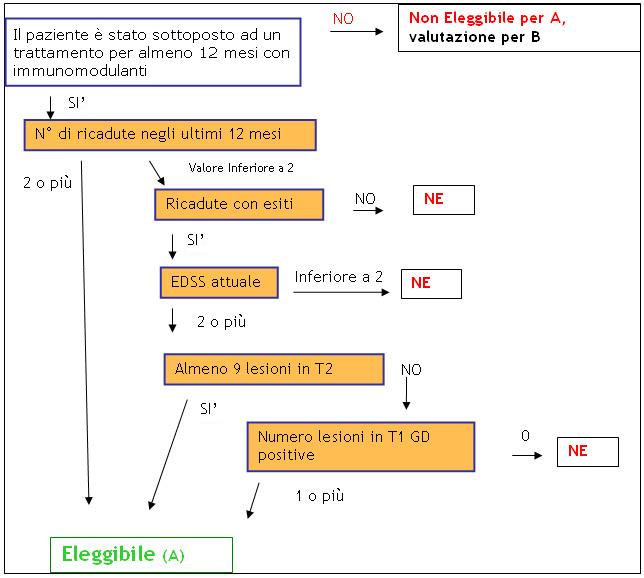 Il paziente è stato sottoposto ad un
trattamento per almeno 12 mesi con
immunomodulanti
NO
Non Eleggibile per A,
valutazione per B
SI’
N° di ricadute negli ultimi 12 mesi
2 o più
Valore Inferiore a 2
Ricadute con esiti
NO
NE
SI’
EDSS attuale
Inferiore a 2
NE
2 o più
Almeno 9 lesioni in T2
NO
SI’
Numero lesioni in T1 GD
positive
0
NE
1 o più
Eleggibile (A)